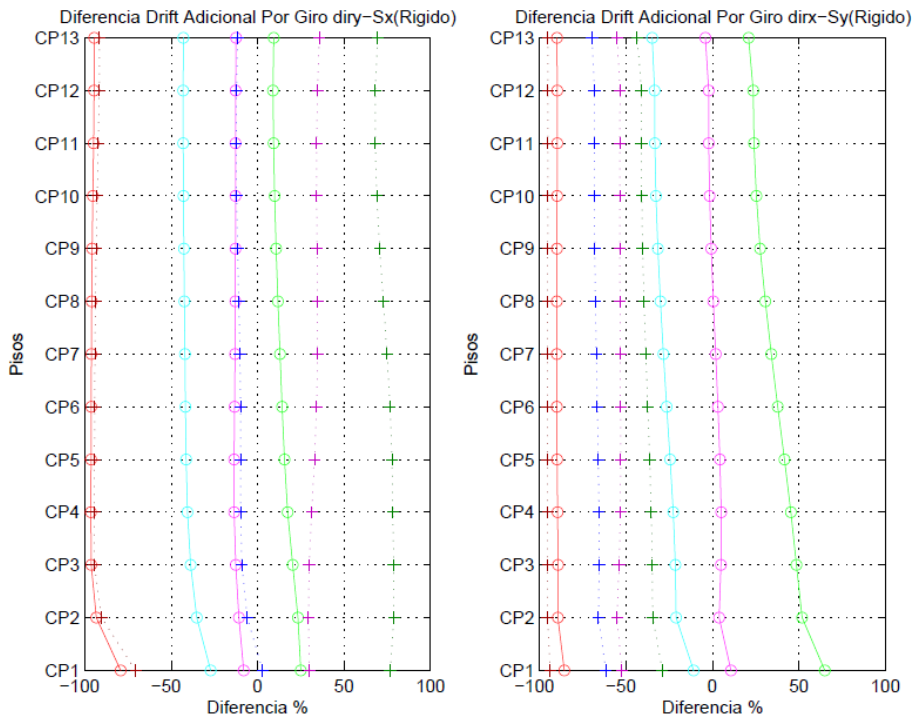 Diferencia Drift Adicional Por Giro diry−Sx(Rigido)
CP13
CP12
CP11
CP10
CP9
CP8
CP7
CP6
CP5
CP4
CP3
CP2
CP1
Pisos
−100 −50 0 50 100
Diferencia %
Diferencia Drift Adicional Por Giro dirx−Sy(Rigido)
CP13
CP12
CP11
CP10
CP9
CP8
CP7
CP6
CP5
CP4
CP3
CP2
CP1
Pisos
−100 −50 0 50 100
Diferencia %